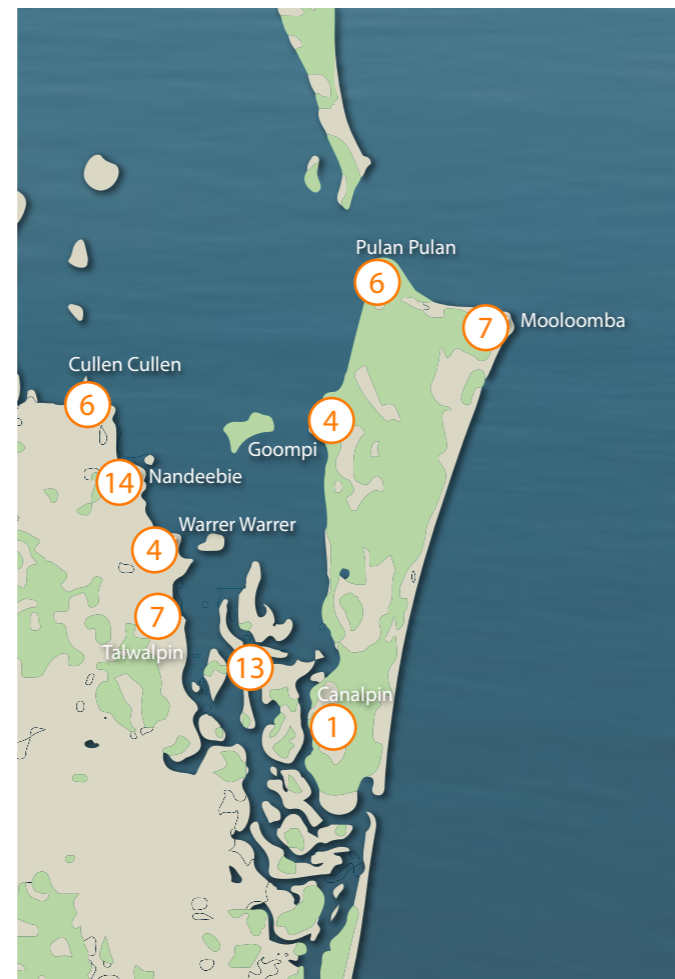 Pulan Pulan
6
7 Mooloomba
Cullen Cullen
6
4
Goompi
14 Nandeebie
Warrer Warrer
4
7
Talwalpin
13
Canalpin
1